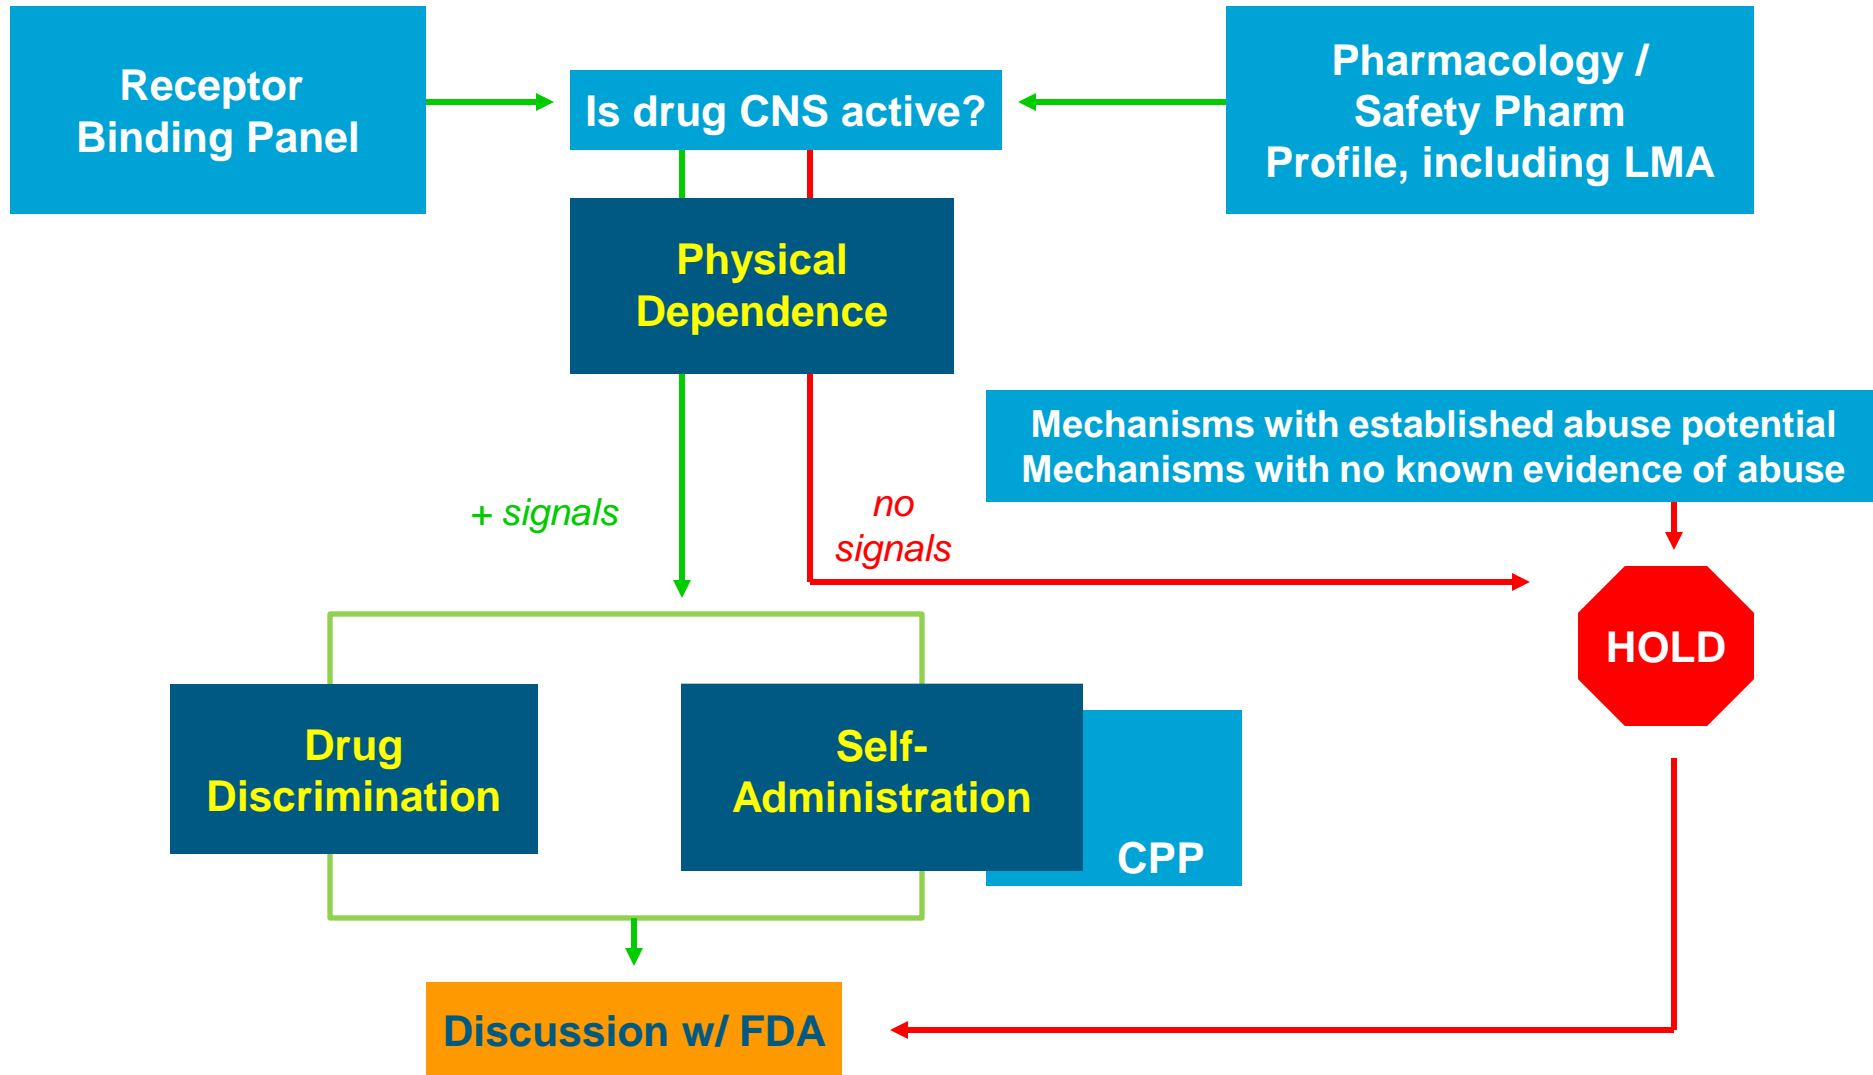 Receptor
Binding Panel
Is drug CNS active?
Pharmacology /
Safety Pharm
Profile, including LMA
Physical
Dependence
Mechanisms with established abuse potential
Mechanisms with no known evidence of abuse
+ signals
no
signals
HOLD
Drug
Discrimination
Self-
Administration
CPP
Discussion w/ FDA